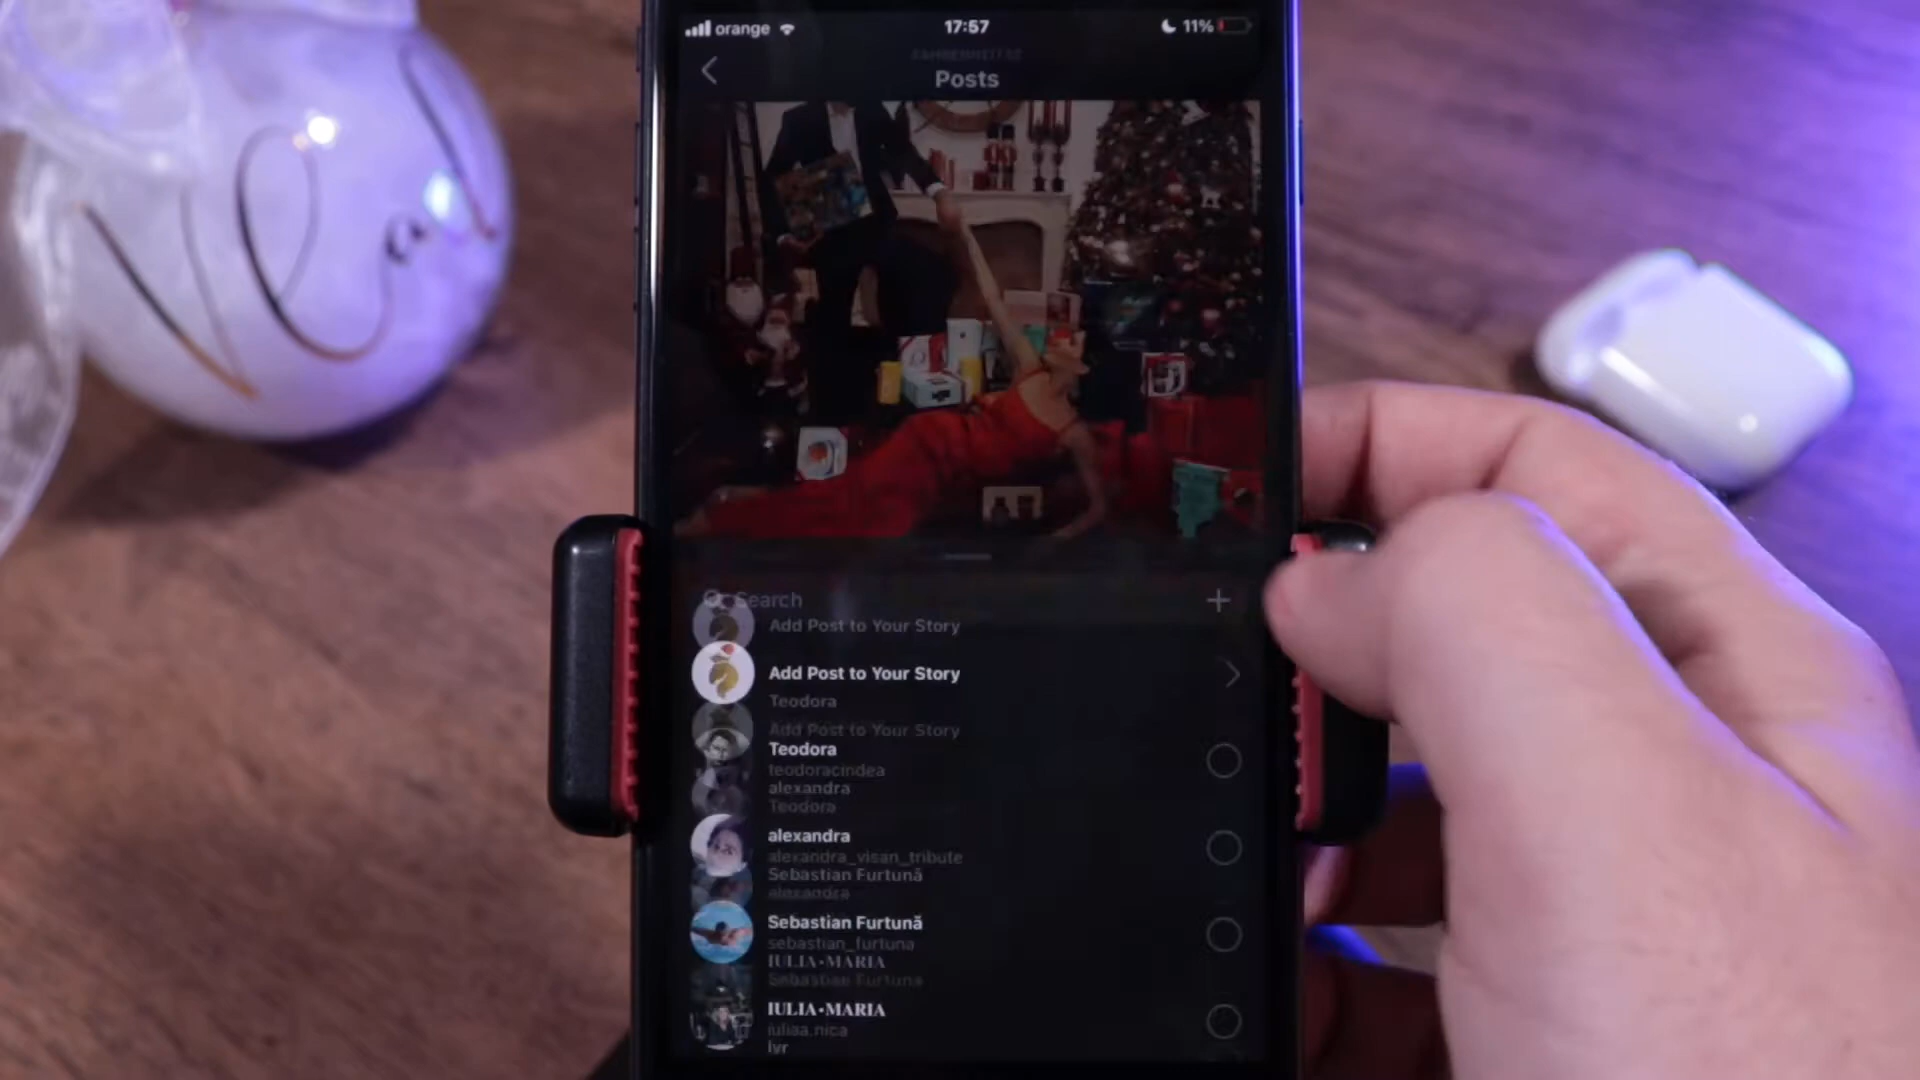 orange 17:57 11%
Posts
Search
Add Post to Your Story
Add Post to Your Story
Teodora
Add Post to Your Story
Teodora
teodoracindea
alexandra
Teodora
alexandra
alexandra_visan_tribute
Sebastian Furtună
alexandra
Sebastian Furtună
sebastian_furtuna
IULIA•MARIA
Sebastian Furtună
IULIA•MARIA
iuliaa.nica